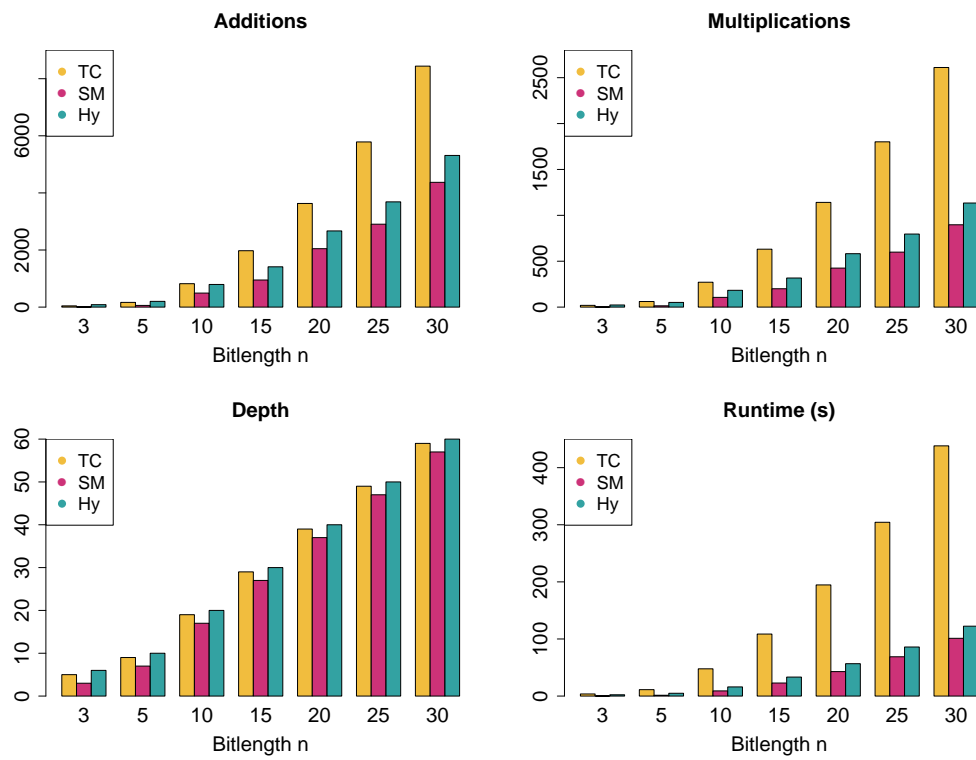 Additions
TC
SM
Hy
0
2000
6000
3 5 10 15 20 25 30
Bitlength n
Multiplications
TC
SM
Hy
0
500
1500
2500
3 5 10 15 20 25 30
Bitlength n
Depth
TC
SM
Hy
0
10
20
30
40
50
60
3 5 10 15 20 25 30
Bitlength n
Runtime (s)
TC
SM
Hy
0
100
200
300
400
3 5 10 15 20 25 30
Bitlength n